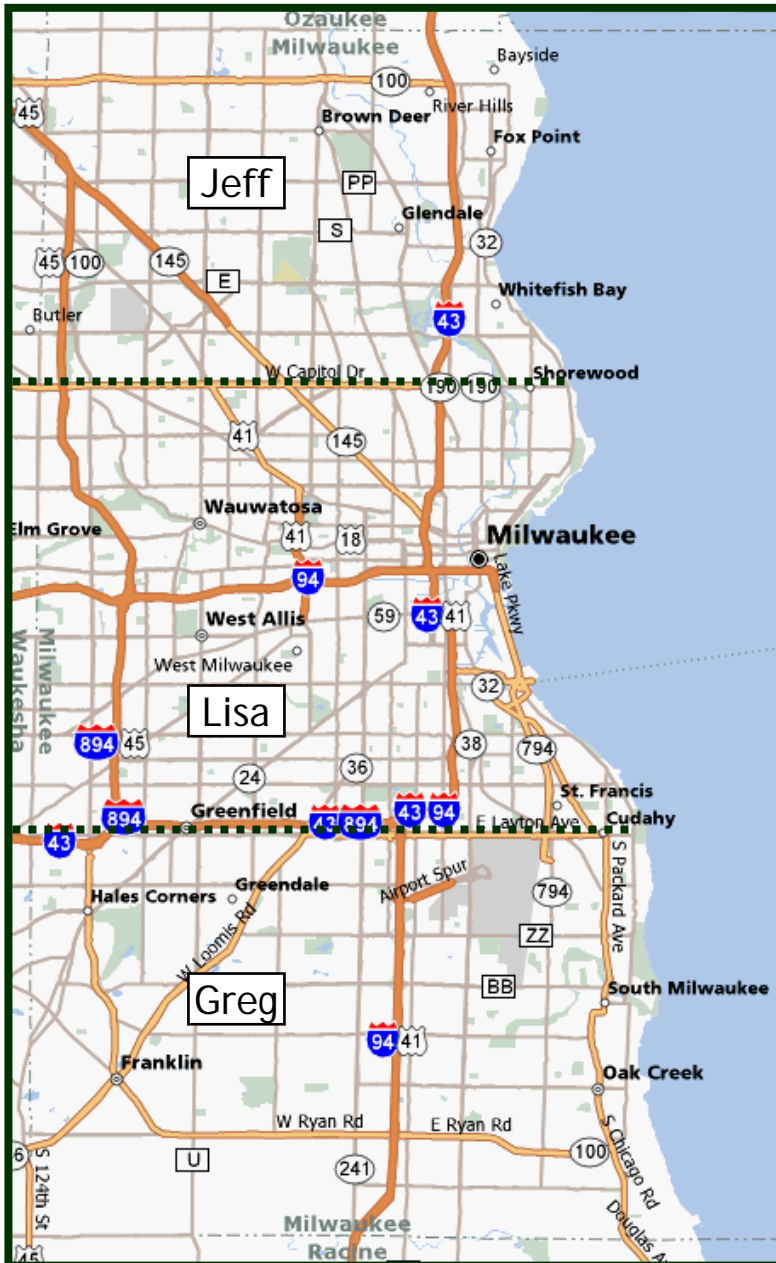 Ozaukee
Milwaukee
Bayside
100
River Hills
45
Brown Deer
Fox Point
Jeff
PP
Glendale
S
32
45
100
145
E
Whitefish Bay
Butler
43
W Capitol Dr
Shorewood
190
190
41
145
Wauwatosa
Elm Grove
41
18
Milwaukee
94
Lake Pkwy
59
43
41
West Allis
West Milwaukee
Milwaukee
Waukesha
32
Lisa
894
45
38
794
36
24
St. Francis
894
Greenfield
43
894
43
94
E Layton Ave
Cudahy
43
Airport Spur
S Packard Ave
Hales Corners
Greendale
794
W Loomis Rd
ZZ
BB
Greg
South Milwaukee
94
41
Franklin
Oak Creek
W Ryan Rd
E Ryan Rd
S Chicago Rd
6
S 124th St
U
241
100
Douglas A
Milwaukee
Racine
45